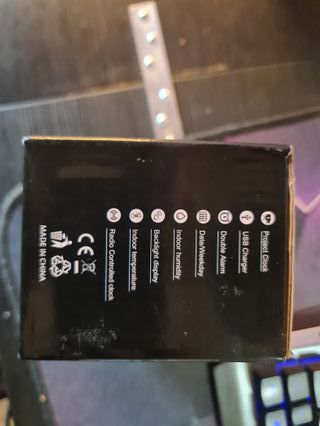 Project Clock
USB Charger
Double Alarm
Date/Weekday
Indoor humidity
Backlight display
Indoor temperature
Radio Controlled clock
CE
MADE IN CHINA